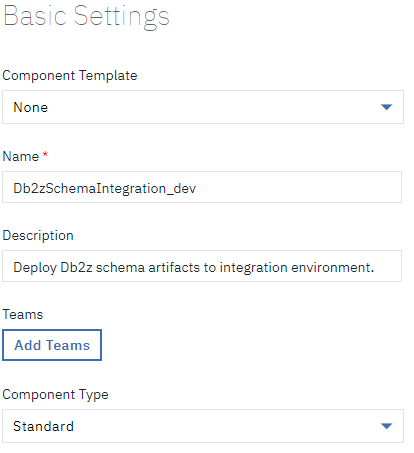 Basic Settings
Component Template
None
Name *
Db2zSchemaIntegration_dev
Description
Deploy Db2z schema artifacts to integration environment.
Teams
Add Teams
Component Type
Standard